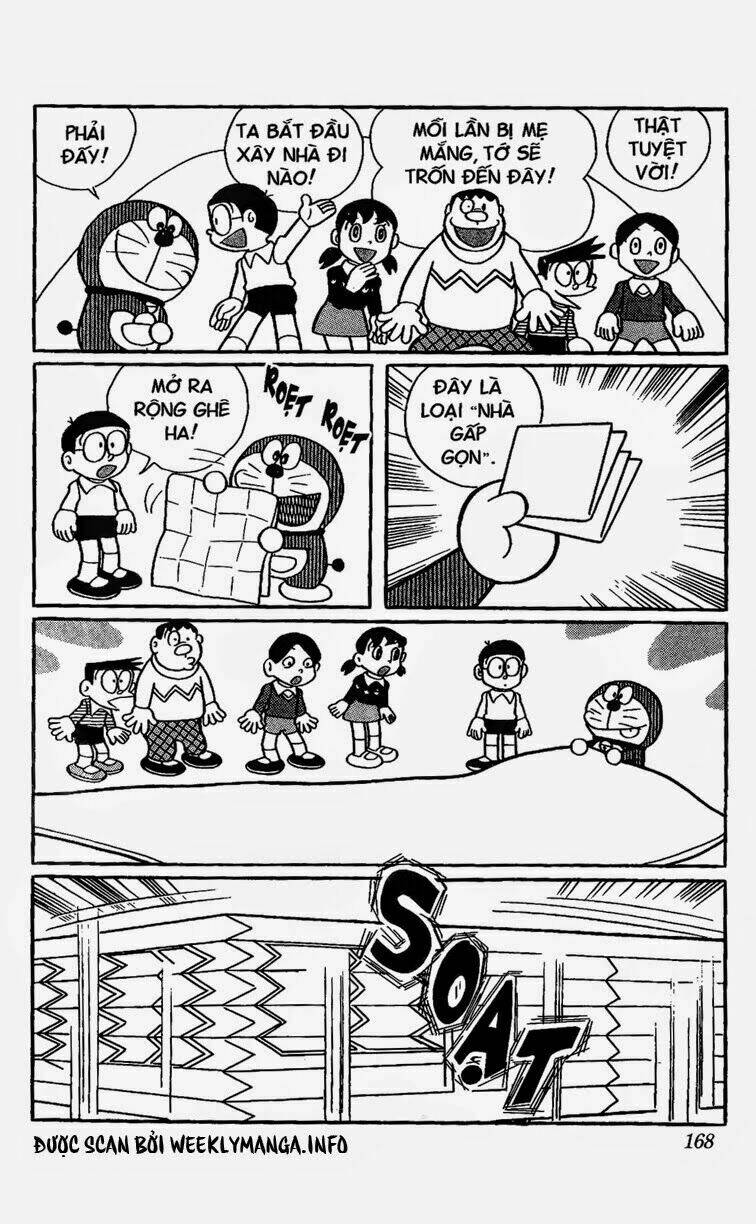 THẬT
TUYỆT
VỜI!
MỖI LẦN BỊ MẸ
MẮNG, TỚ SẼ
TRỐN ĐẾN ĐÂY!
TA BẮT ĐẦU
XÂY NHÀ ĐI
NÀO!
PHẢI
ĐẤY!
ĐÂY LÀ
LOẠI "NHÀ
GẤP
GỌN".
ROẸT ROẸT
MỞ RA
RỘNG GHÊ
HA!
SOẠT
ĐƯỢC SCAN BỞI WEEKLYMANGA.INFO
168